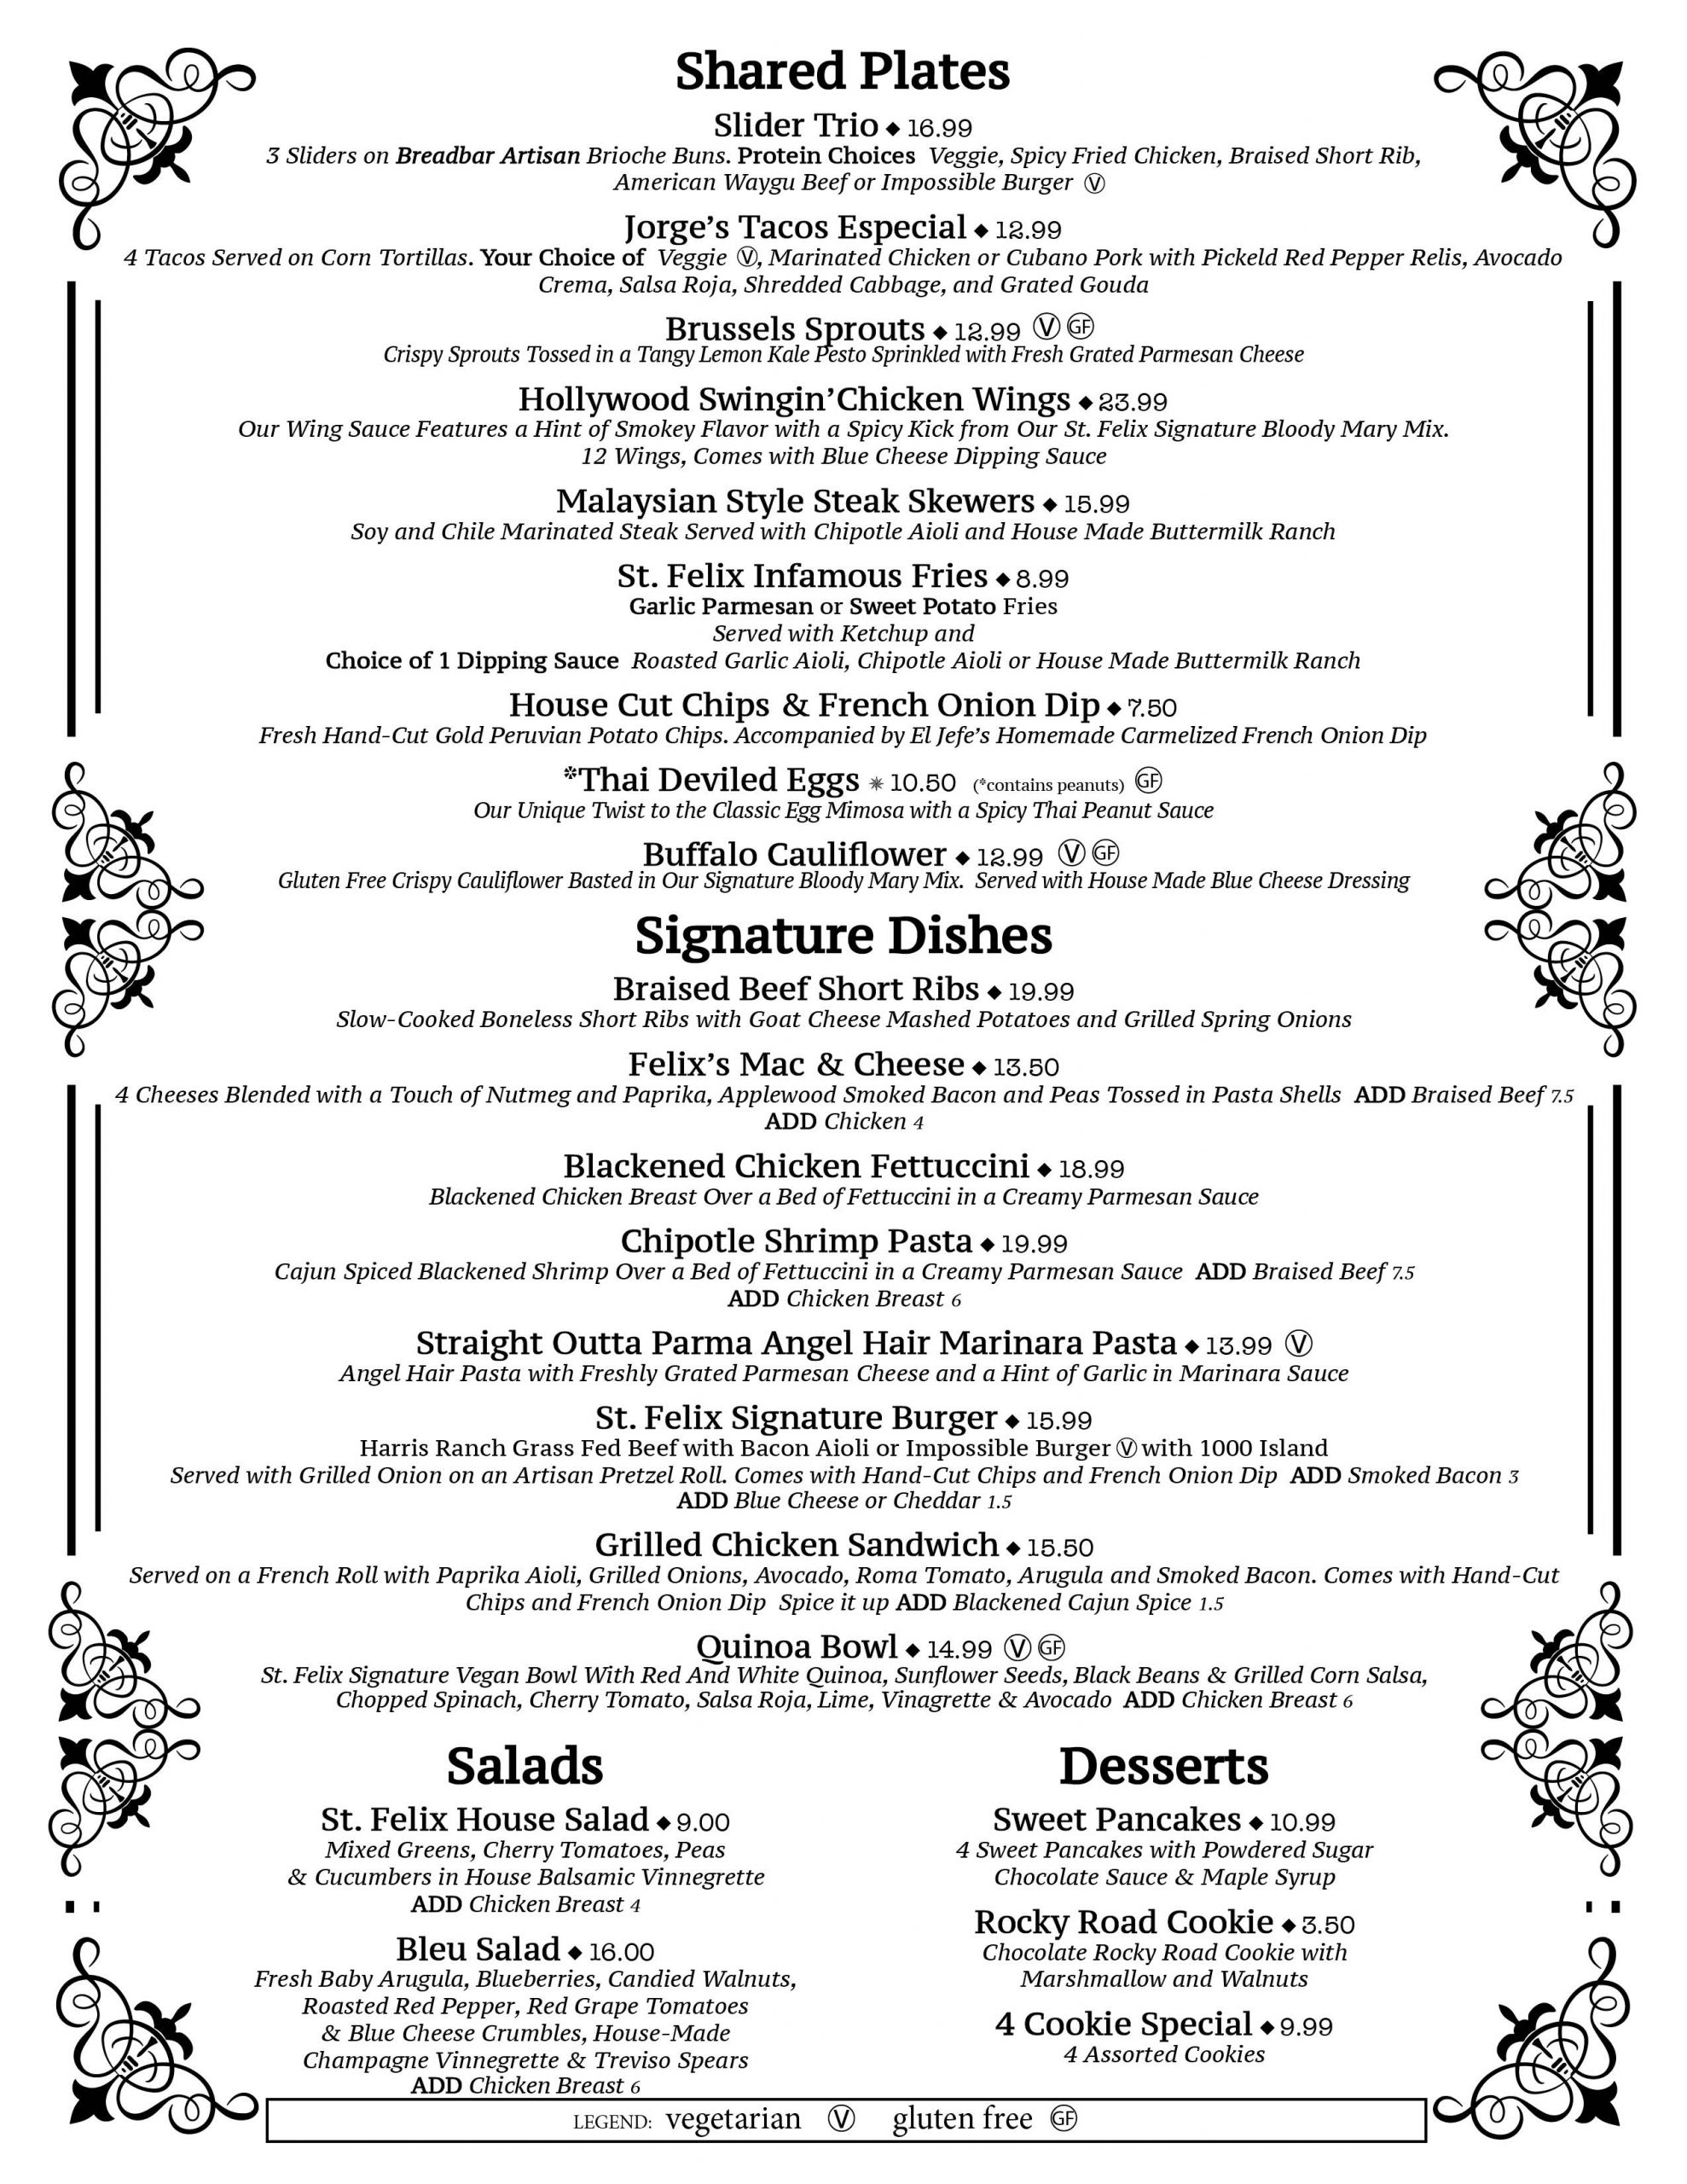 Shared Plates
Slider Trio ◆ 16.99
3 Sliders on Breadbar Artisan Brioche Buns. Protein Choices Veggie, Spicy Fried Chicken, Braised Short Rib,
American Waygu Beef or Impossible Burger Ⓥ
Jorge's Tacos Especial ◆ 12.99
4 Tacos Served on Corn Tortillas. Your Choice of Veggie Ⓥ, Marinated Chicken or Cubano Pork with Pickeld Red Pepper Relis, Avocado
Crema, Salsa Roja, Shredded Cabbage, and Grated Gouda
Brussels Sprouts ◆ 12.99 Ⓥ GF
Crispy Sprouts Tossed in a Tangy Lemon Kale Pesto Sprinkled with Fresh Grated Parmesan Cheese
Hollywood Swingin'Chicken Wings ◆ 23.99
Our Wing Sauce Features a Hint of Smokey Flavor with a Spicy Kick from Our St. Felix Signature Bloody Mary Mix.
12 Wings, Comes with Blue Cheese Dipping Sauce
Malaysian Style Steak Skewers ◆ 15.99
Soy and Chile Marinated Steak Served with Chipotle Aioli and House Made Buttermilk Ranch
St. Felix Infamous Fries ◆ 8.99
Garlic Parmesan or Sweet Potato Fries
Served with Ketchup and
Choice of 1 Dipping Sauce Roasted Garlic Aioli, Chipotle Aioli or House Made Buttermilk Ranch
House Cut Chips & French Onion Dip ◆ 7.50
Fresh Hand-Cut Gold Peruvian Potato Chips. Accompanied by El Jefe's Homemade Carmelized French Onion Dip
*Thai Deviled Eggs ✷ 10.50 (*contains peanuts) GF
Our Unique Twist to the Classic Egg Mimosa with a Spicy Thai Peanut Sauce
Buffalo Cauliflower ◆ 12.99 Ⓥ GF
Gluten Free Crispy Cauliflower Basted in Our Signature Bloody Mary Mix. Served with House Made Blue Cheese Dressing
Signature Dishes
Braised Beef Short Ribs ◆ 19.99
Slow-Cooked Boneless Short Ribs with Goat Cheese Mashed Potatoes and Grilled Spring Onions
Felix's Mac & Cheese ◆ 13.50
4 Cheeses Blended with a Touch of Nutmeg and Paprika, Applewood Smoked Bacon and Peas Tossed in Pasta Shells ADD Braised Beef 7.5
ADD Chicken 4
Blackened Chicken Fettuccini ◆ 18.99
Blackened Chicken Breast Over a Bed of Fettuccini in a Creamy Parmesan Sauce
Chipotle Shrimp Pasta ◆ 19.99
Cajun Spiced Blackened Shrimp Over a Bed of Fettuccini in a Creamy Parmesan Sauce ADD Braised Beef 7.5
ADD Chicken Breast 6
Straight Outta Parma Angel Hair Marinara Pasta ◆ 13.99 Ⓥ
Angel Hair Pasta with Freshly Grated Parmesan Cheese and a Hint of Garlic in Marinara Sauce
St. Felix Signature Burger ◆ 15.99
Harris Ranch Grass Fed Beef with Bacon Aioli or Impossible Burger Ⓥ with 1000 Island
Served with Grilled Onion on an Artisan Pretzel Roll. Comes with Hand-Cut Chips and French Onion Dip ADD Smoked Bacon 3
ADD Blue Cheese or Cheddar 1.5
Grilled Chicken Sandwich ◆ 15.50
Served on a French Roll with Paprika Aioli, Grilled Onions, Avocado, Roma Tomato, Arugula and Smoked Bacon. Comes with Hand-Cut
Chips and French Onion Dip Spice it up ADD Blackened Cajun Spice 1.5
Quinoa Bowl ◆ 14.99 Ⓥ GF
St. Felix Signature Vegan Bowl With Red And White Quinoa, Sunflower Seeds, Black Beans & Grilled Corn Salsa,
Chopped Spinach, Cherry Tomato, Salsa Roja, Lime, Vinagrette & Avocado ADD Chicken Breast 6
Salads
St. Felix House Salad ◆ 9.00
Mixed Greens, Cherry Tomatoes, Peas
& Cucumbers in House Balsamic Vinnegrette
ADD Chicken Breast 4
Bleu Salad ◆ 16.00
Fresh Baby Arugula, Blueberries, Candied Walnuts,
Roasted Red Pepper, Red Grape Tomatoes
& Blue Cheese Crumbles, House-Made
Champagne Vinnegrette & Treviso Spears
ADD Chicken Breast 6
Desserts
Sweet Pancakes ◆ 10.99
4 Sweet Pancakes with Powdered Sugar
Chocolate Sauce & Maple Syrup
Rocky Road Cookie ◆ 3.50
Chocolate Rocky Road Cookie with
Marshmallow and Walnuts
4 Cookie Special ◆ 9.99
4 Assorted Cookies
LEGEND: vegetarian Ⓥ gluten free GF